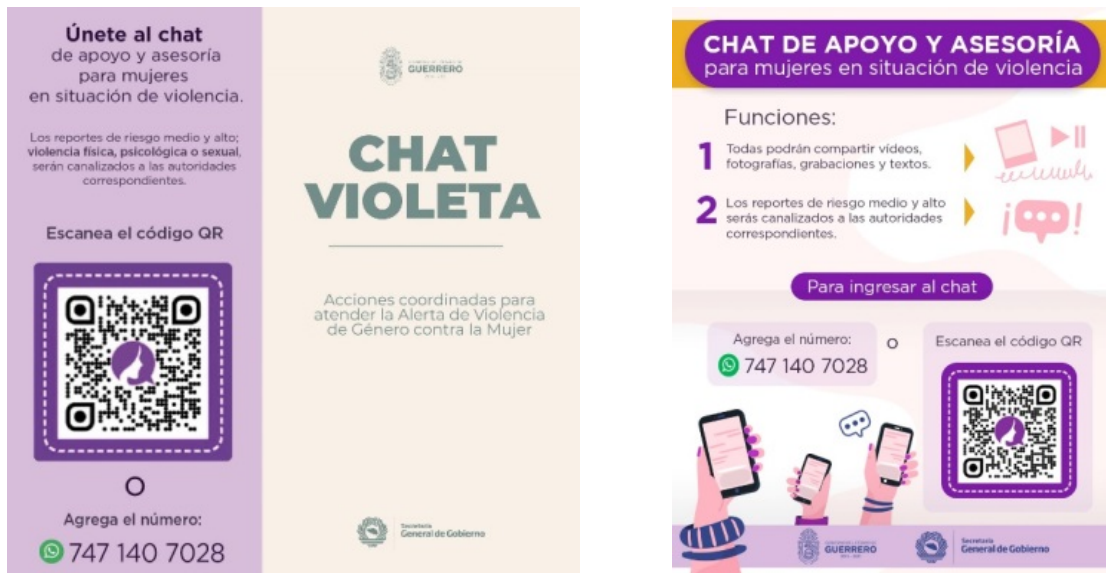 Únete al chat
de apoyo y asesoría
para mujeres
en situación de violencia.
Los reportes de riesgo medio y alto;
violencia física, psicológica o sexual,
serán canalizados a las autoridades
correspondientes.
Escanea el código QR
O
Agrega el número:
747 140 7028
GUERRERO
CHAT
VIOLETA
Acciones coordinadas para
atender la Alerta de Violencia
de Género contra la Mujer
Secretaría
General de Gobierno
CHAT DE APOYO Y ASESORÍA
para mujeres en situación de violencia
Funciones:
1 Todas podrán compartir vídeos,
fotografías, grabaciones y textos.
2 Los reportes de riesgo medio y alto
serás canalizados a las autoridades
correspondientes.
Para ingresar al chat
Agrega el número:
747 140 7028
O
Escanea el código QR
GUERRERO
Secretaría
General de Gobierno